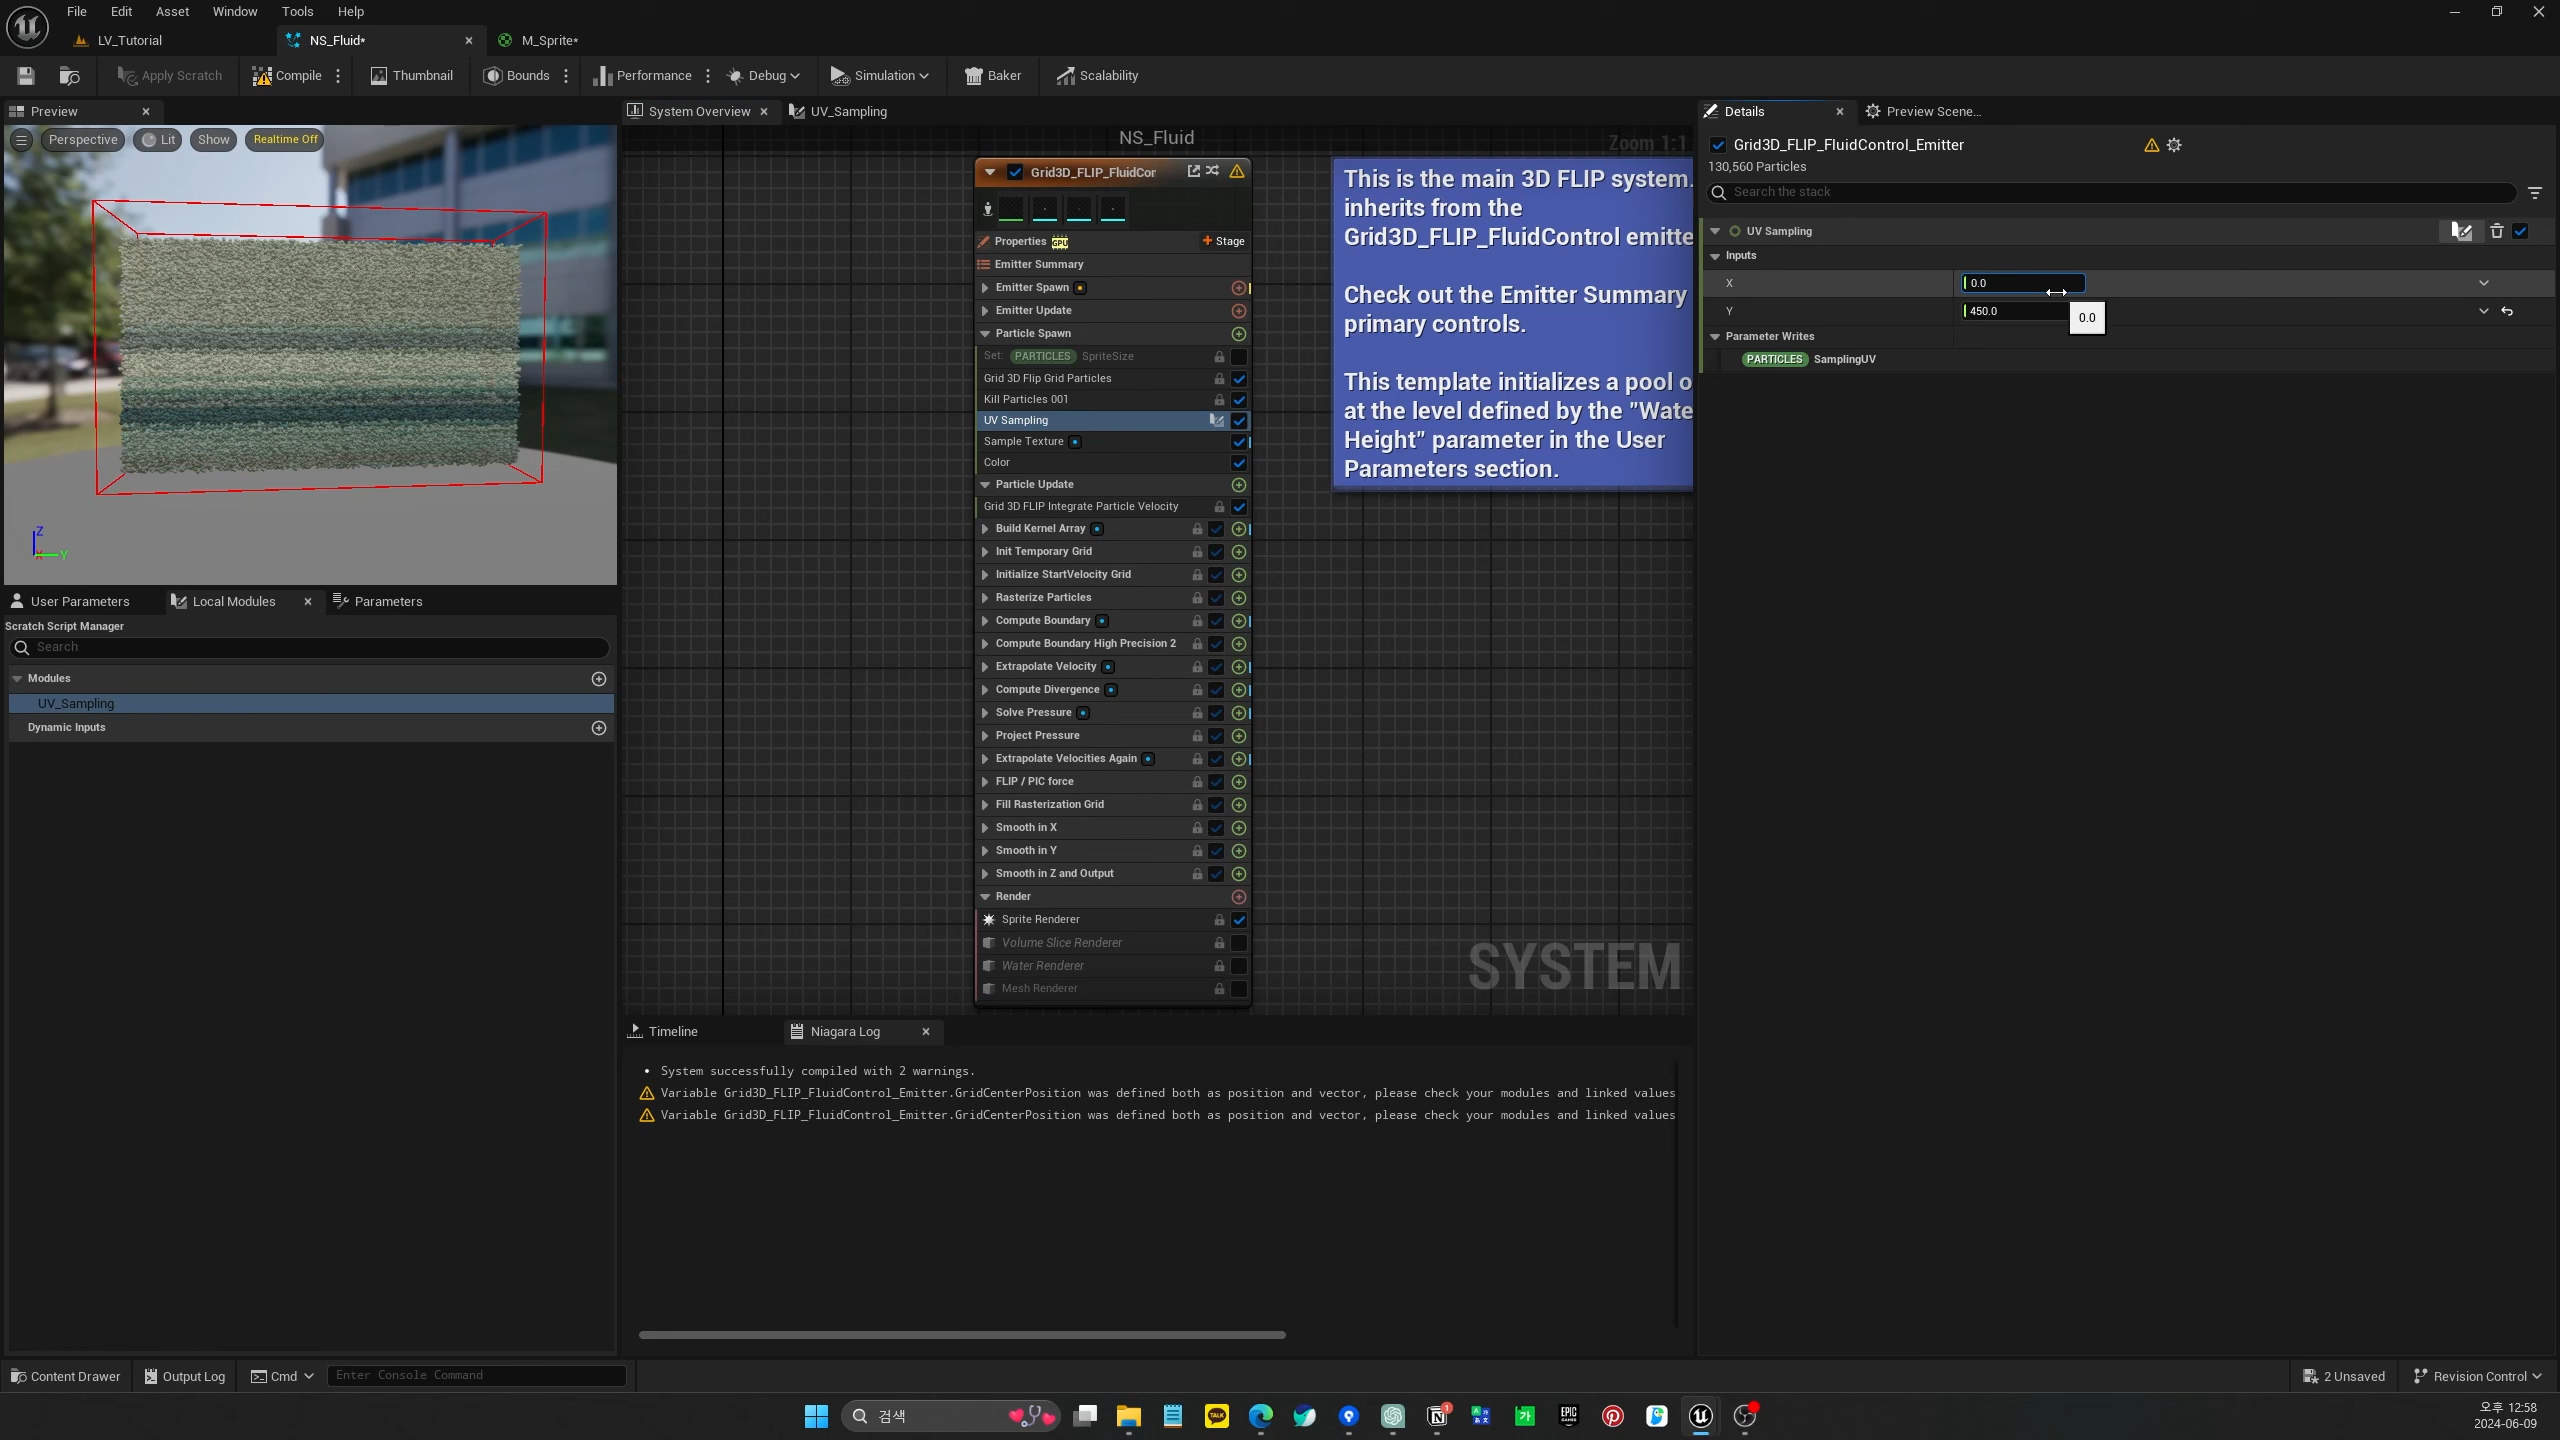 File Edit Asset Window Tools Help
LV_Tutorial NS_Fluid* M_Sprite*
Apply Scratch Compile Thumbnail Bounds Performance Debug Simulation Baker Scalability
Preview
Perspective Lit Show Realtime Off
Z
Y
User Parameters Local Modules Parameters
Scratch Script Manager
Search
Modules
UV_Sampling
Dynamic Inputs
System Overview UV_Sampling
NS_Fluid
Zoom 1:1
Grid3D_FLIP_FluidCor
Properties GPU Stage
Emitter Summary
Emitter Spawn
Emitter Update
Particle Spawn
Set: PARTICLES SpriteSize
Grid 3D Flip Grid Particles
Kill Particles 001
UV Sampling
Sample Texture
Color
Particle Update
Grid 3D FLIP Integrate Particle Velocity
Build Kernel Array
Init Temporary Grid
Initialize StartVelocity Grid
Rasterize Particles
Compute Boundary
Compute Boundary High Precision 2
Extrapolate Velocity
Compute Divergence
Solve Pressure
Project Pressure
Extrapolate Velocities Again
FLIP / PIC force
Fill Rasterization Grid
Smooth in X
Smooth in Y
Smooth in Z and Output
Render
Sprite Renderer
Volume Slice Renderer
Water Renderer
Mesh Renderer
This is the main 3D FLIP system.
inherits from the
Grid3D_FLIP_FluidControl emitte
Check out the Emitter Summary
primary controls.
This template initializes a pool o
at the level defined by the "Wate
Height" parameter in the User
Parameters section.
SYSTEM
Timeline Niagara Log
• System successfully compiled with 2 warnings.
Variable Grid3D_FLIP_FluidControl_Emitter.GridCenterPosition was defined both as position and vector, please check your modules and linked values
Variable Grid3D_FLIP_FluidControl_Emitter.GridCenterPosition was defined both as position and vector, please check your modules and linked values
Details Preview Scene...
Grid3D_FLIP_FluidControl_Emitter
130,560 Particles
Search the stack
UV Sampling
Inputs
X 0.0
Y 450.0
0.0
Parameter Writes
PARTICLES SamplingUV
Content Drawer Output Log Cmd Enter Console Command 2 Unsaved Revision Control
검색 TALK N 1 가 EPIC GAMES
오후 12:58
2024-06-09